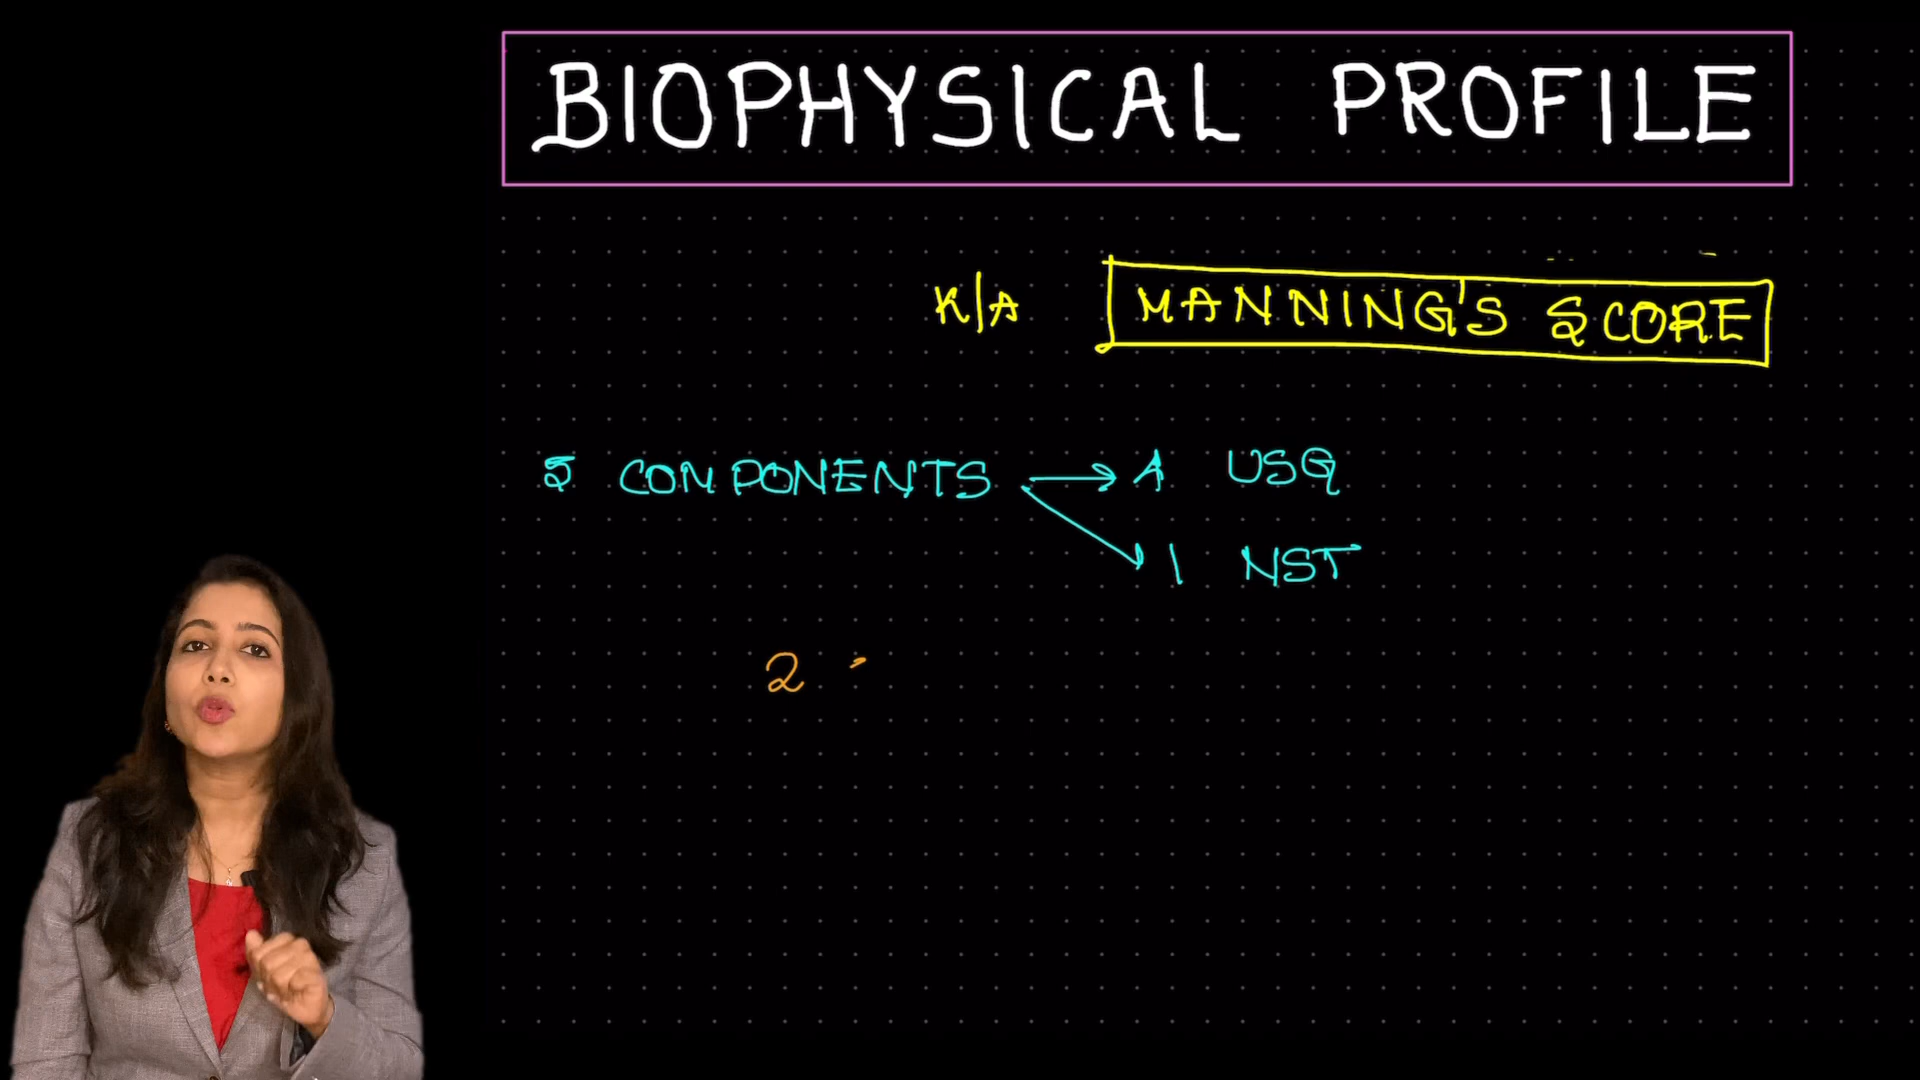 BIOPHYSICAL PROFILE
K/A MANNING'S SCORE
5 COMPONENTS → 4 USG
1 NST
2